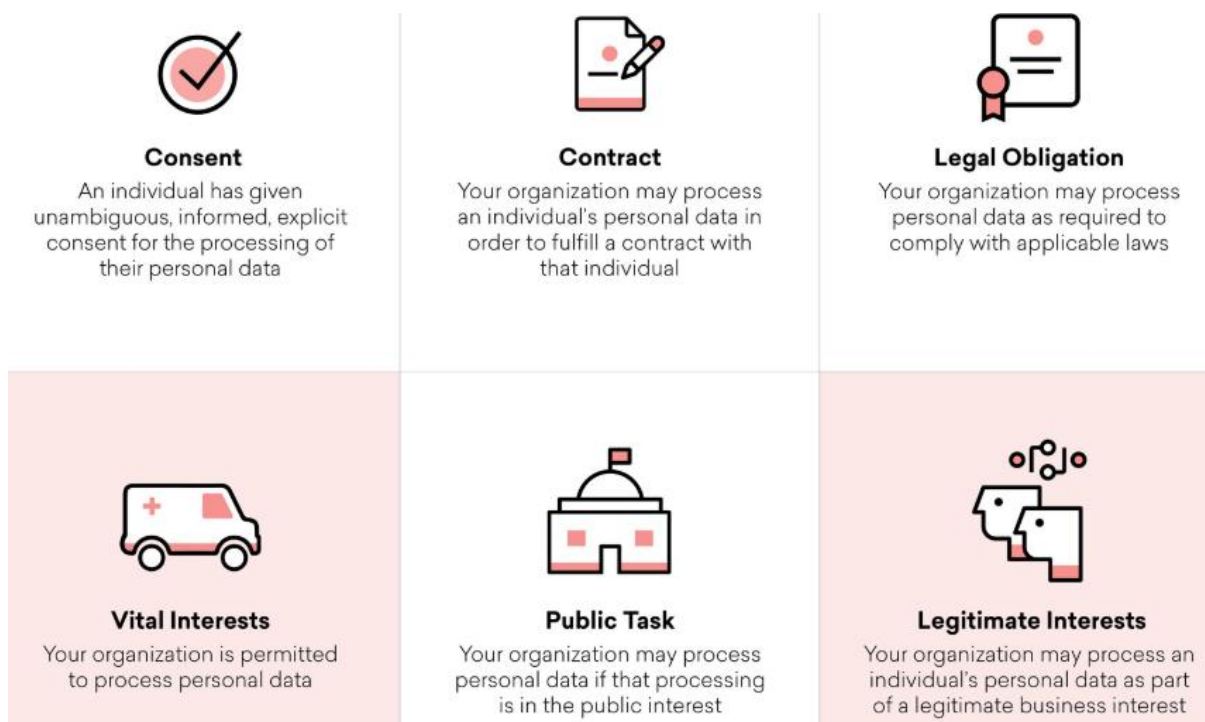 Consent
An individual has given
unambiguous, informed, explicit
consent for the processing of
their personal data
Contract
Your organization may process
an individual's personal data in
order to fulfill a contract with
that individual
Legal Obligation
Your organization may process
personal data as required to
comply with applicable laws
Vital Interests
Your organization is permitted
to process personal data
Public Task
Your organization may process
personal data if that processing
is in the public interest
Legitimate Interests
Your organization may process an
individual's personal data as part
of a legitimate business interest